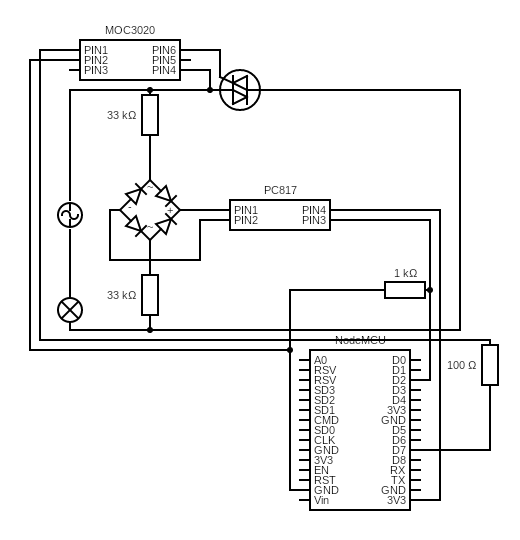 MOC3020
PIN1 PIN6
PIN2 PIN5
PIN3 PIN4
33 kΩ
~
- +
~
PC817
PIN1 PIN4
PIN2 PIN3
33 kΩ
1 kΩ
NodeMCU
100 Ω
A0 D0
RSV D1
RSV D2
SD3 D3
SD2 D4
SD1 3V3
CMD GND
SD0 D5
CLK D6
GND D7
3V3 D8
EN RX
RST TX
GND GND
Vin 3V3